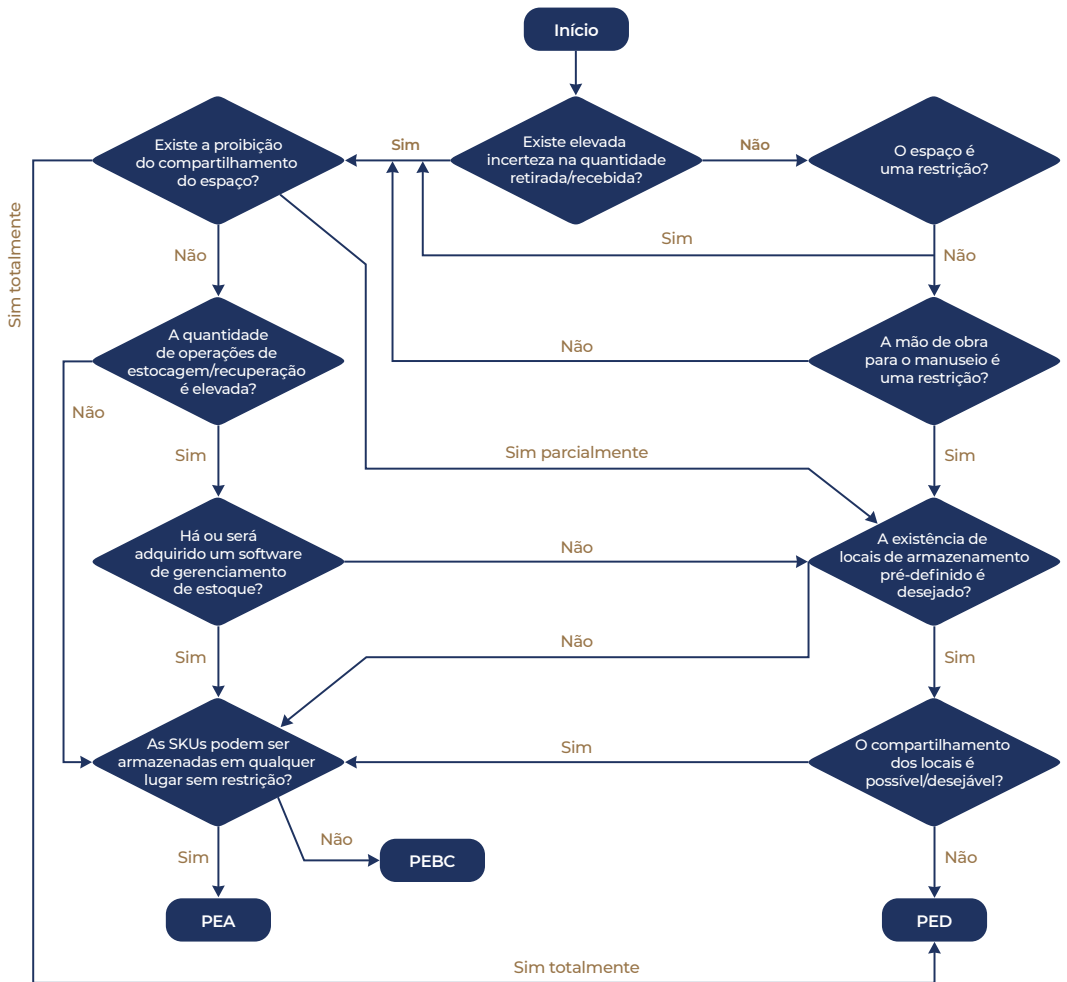 Início
Existe a proibição
do compartilhamento
do espaço?
Sim
Existe elevada
incerteza na quantidade
retirada/recebida?
Não
O espaço é
uma restrição?
Sim totalmente
Não
Sim
Não
A quantidade
de operações de
estocagem/recuperação
é elevada?
Não
A mão de obra
para o manuseio é
uma restrição?
Não
Sim
Sim parcialmente
Sim
Há ou será
adquirido um software
de gerenciamento
de estoque?
Não
A existência de
locais de armazenamento
pré-definido é
desejado?
Sim
Não
Sim
As SKUs podem ser
armazenadas em qualquer
lugar sem restrição?
Sim
O compartilhamento
dos locais é
possível/desejável?
Sim
Não
PEBC
Não
PEA
PED
Sim totalmente